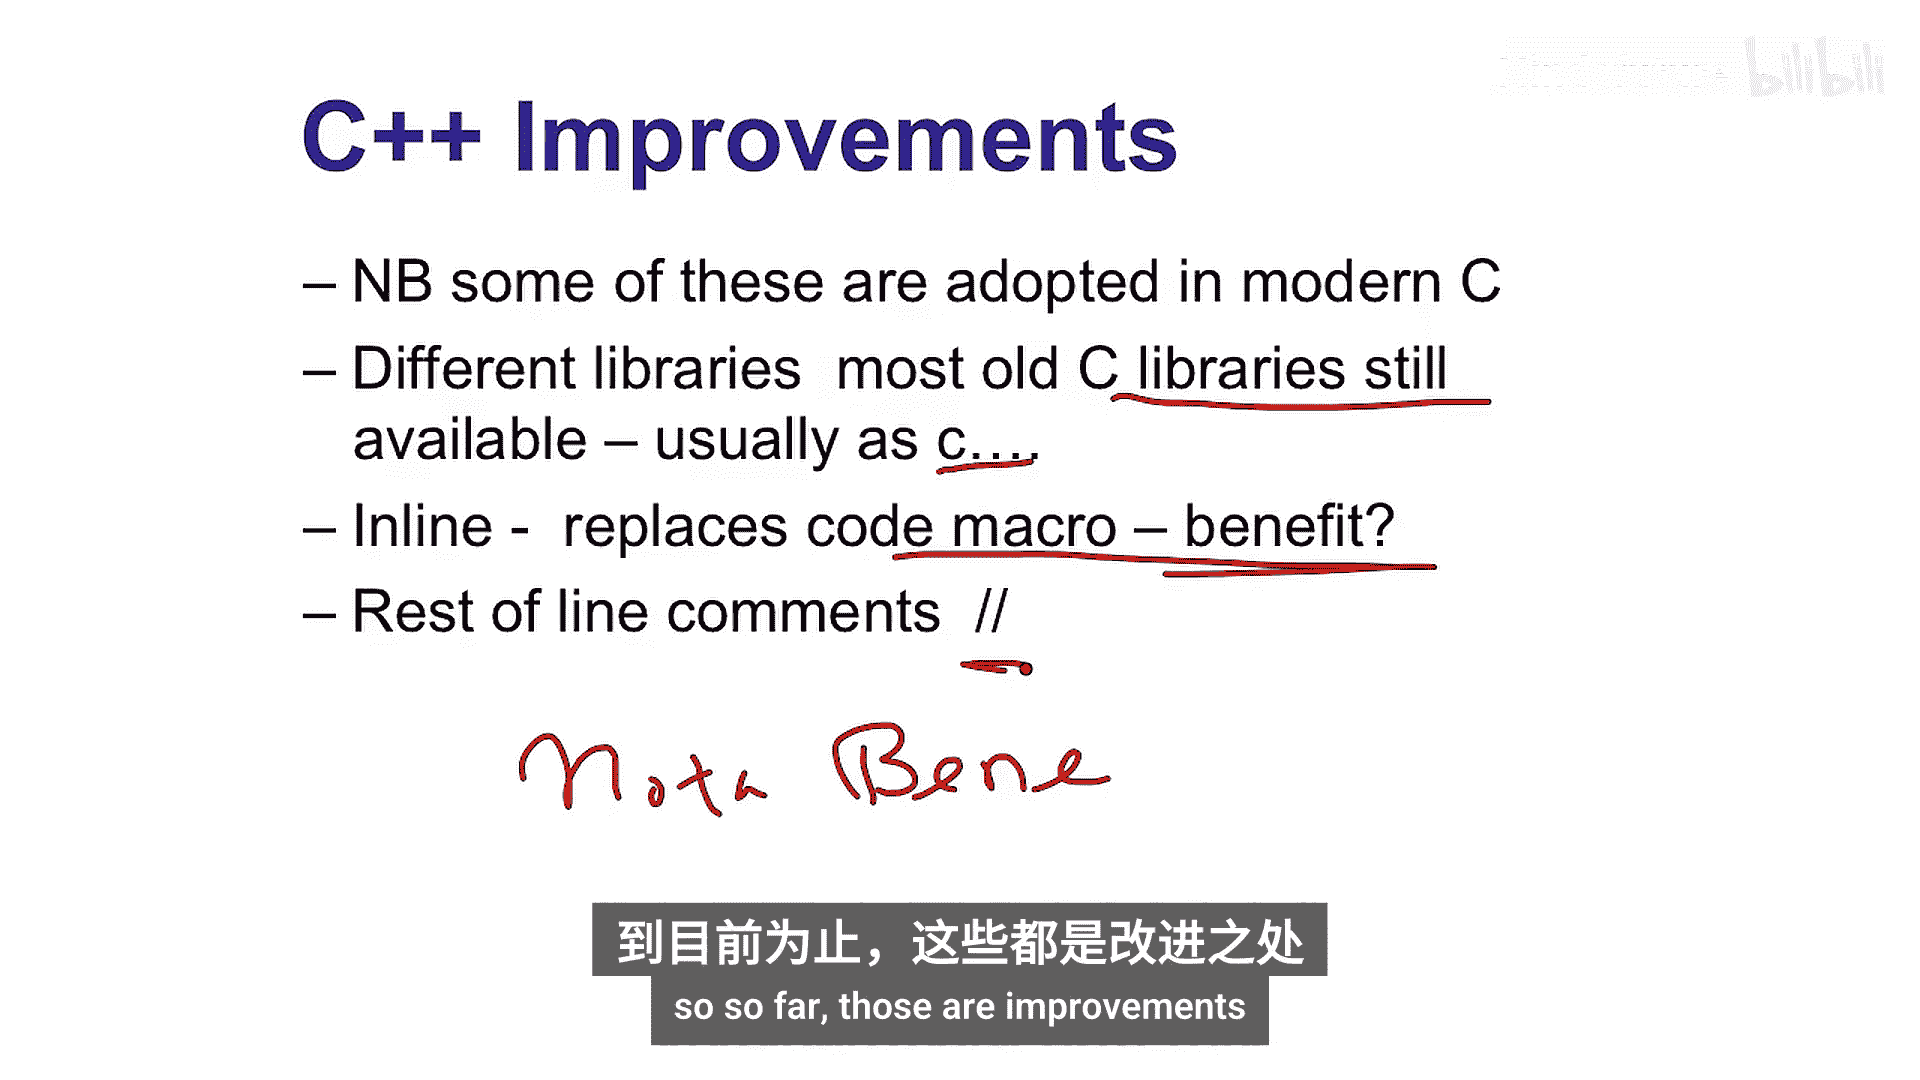 bilibili
C++ Improvements
– NB some of these are adopted in modern C
– Different libraries  most old C libraries still
available – usually as c….
– Inline -  replaces code macro – benefit?
– Rest of line comments  //
Nota Bene
到目前为止，这些都是改进之处
so so far, those are improvements